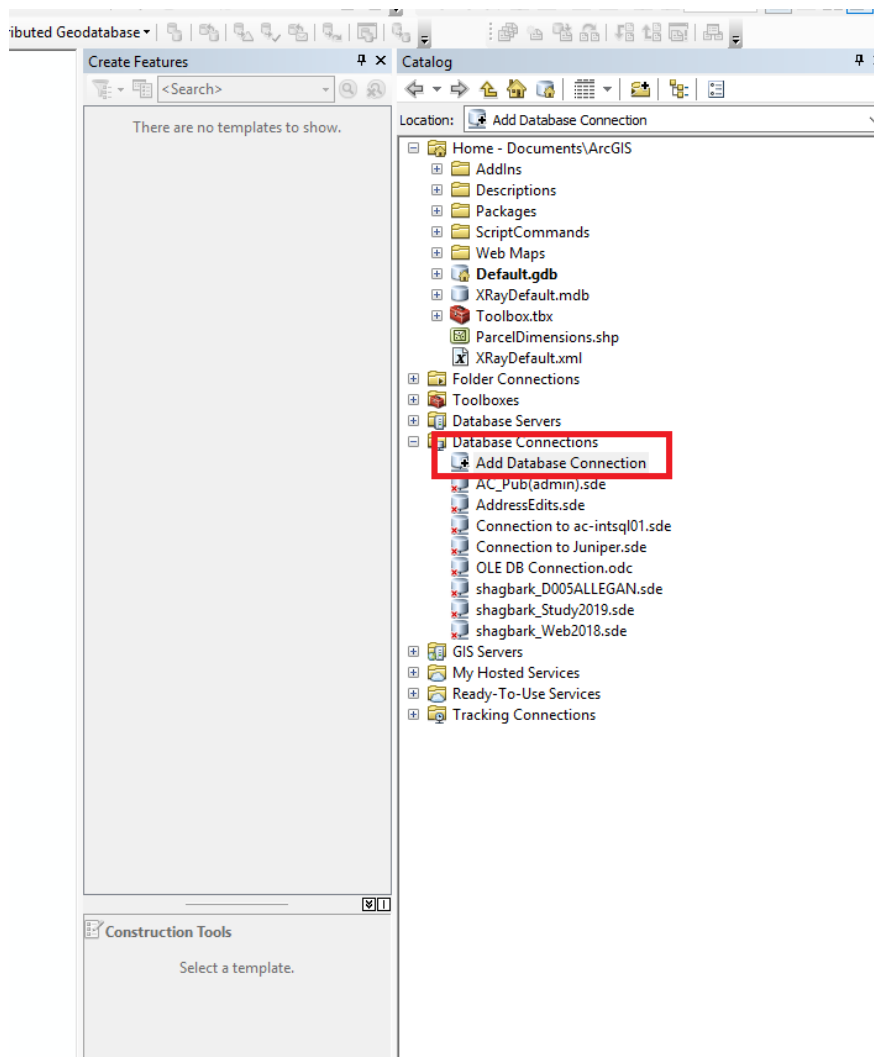 ributed Geodatabase
Create Features
<Search>
There are no templates to show.
Construction Tools
Select a template.
Catalog
Location: Add Database Connection
Home - Documents\ArcGIS
AddIns
Descriptions
Packages
ScriptCommands
Web Maps
Default.gdb
XRayDefault.mdb
Toolbox.tbx
ParcelDimensions.shp
XRayDefault.xml
Folder Connections
Toolboxes
Database Servers
Database Connections
Add Database Connection
AC_Pub(admin).sde
AddressEdits.sde
Connection to ac-intsql01.sde
Connection to Juniper.sde
OLE DB Connection.odc
shagbark_D005ALLEGAN.sde
shagbark_Study2019.sde
shagbark_Web2018.sde
GIS Servers
My Hosted Services
Ready-To-Use Services
Tracking Connections